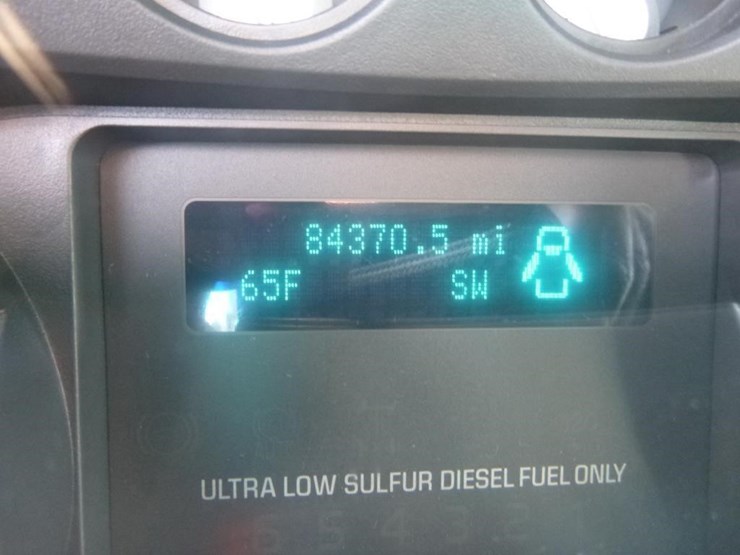 84370.5 mi
65F SW
ULTRA LOW SULFUR DIESEL FUEL ONLY